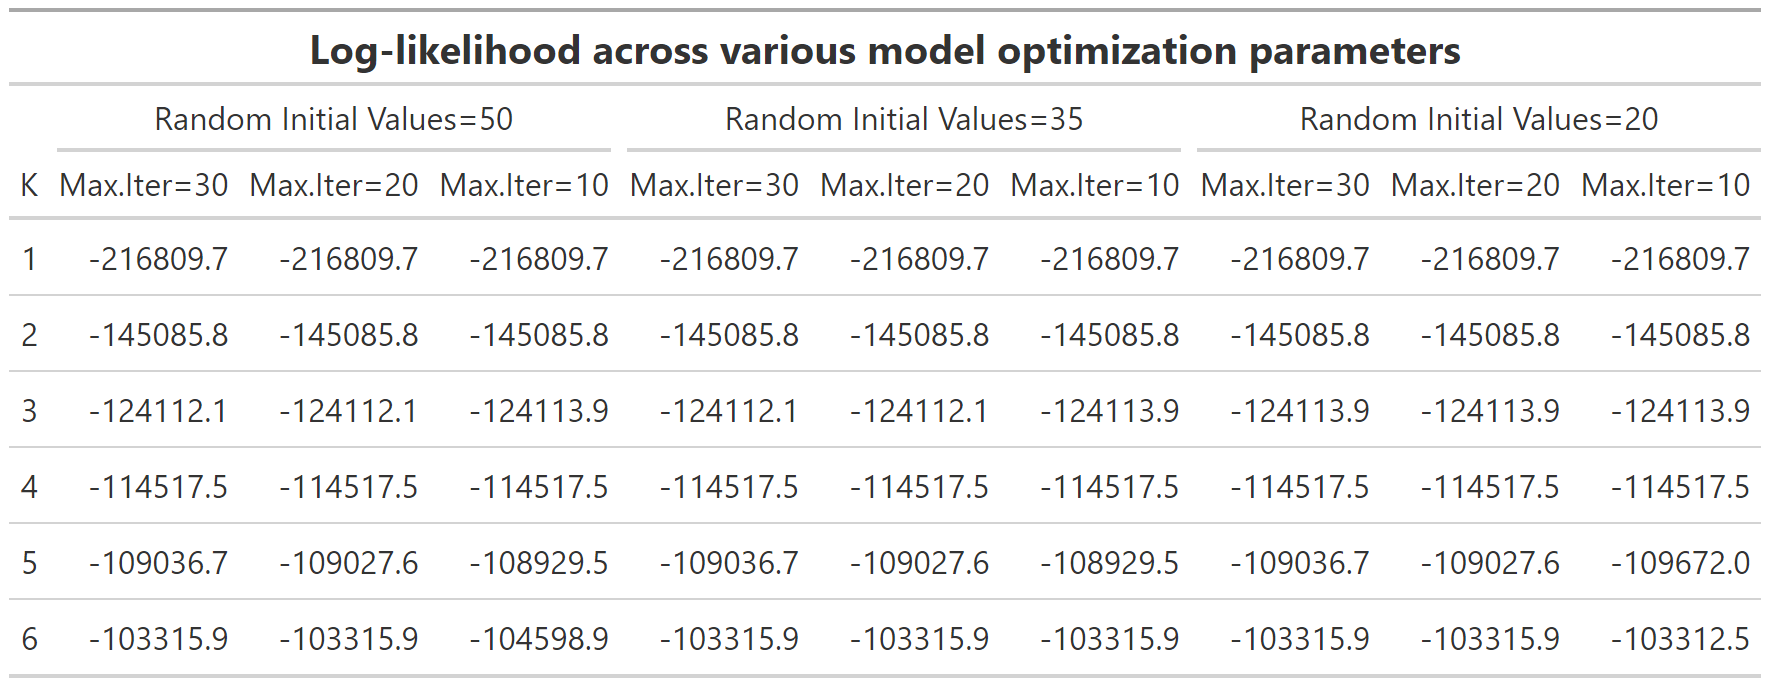 Log-likelihood across various model optimization parameters
Random Initial Values=50 Random Initial Values=35 Random Initial Values=20
K Max.Iter=30 Max.Iter=20 Max.Iter=10 Max.Iter=30 Max.Iter=20 Max.Iter=10 Max.Iter=30 Max.Iter=20 Max.Iter=10
1 -216809.7 -216809.7 -216809.7 -216809.7 -216809.7 -216809.7 -216809.7 -216809.7 -216809.7
2 -145085.8 -145085.8 -145085.8 -145085.8 -145085.8 -145085.8 -145085.8 -145085.8 -145085.8
3 -124112.1 -124112.1 -124113.9 -124112.1 -124112.1 -124113.9 -124113.9 -124113.9 -124113.9
4 -114517.5 -114517.5 -114517.5 -114517.5 -114517.5 -114517.5 -114517.5 -114517.5 -114517.5
5 -109036.7 -109027.6 -108929.5 -109036.7 -109027.6 -108929.5 -109036.7 -109027.6 -109672.0
6 -103315.9 -103315.9 -104598.9 -103315.9 -103315.9 -103315.9 -103315.9 -103315.9 -103312.5